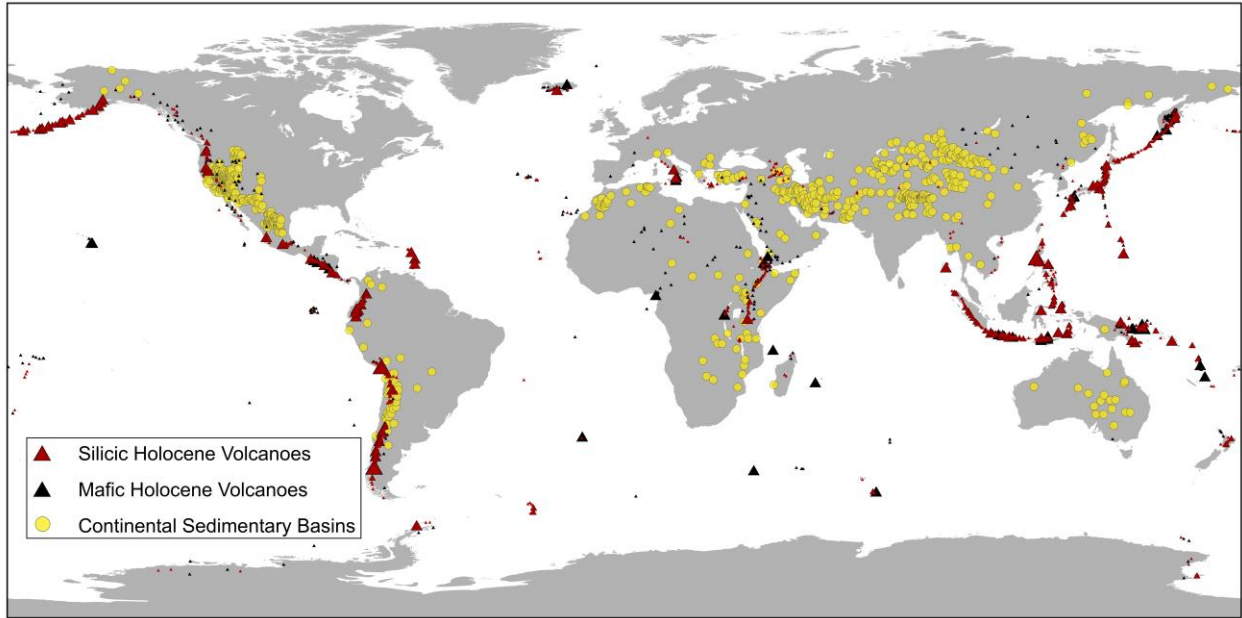 Silicic Holocene Volcanoes
Mafic Holocene Volcanoes
Continental Sedimentary Basins